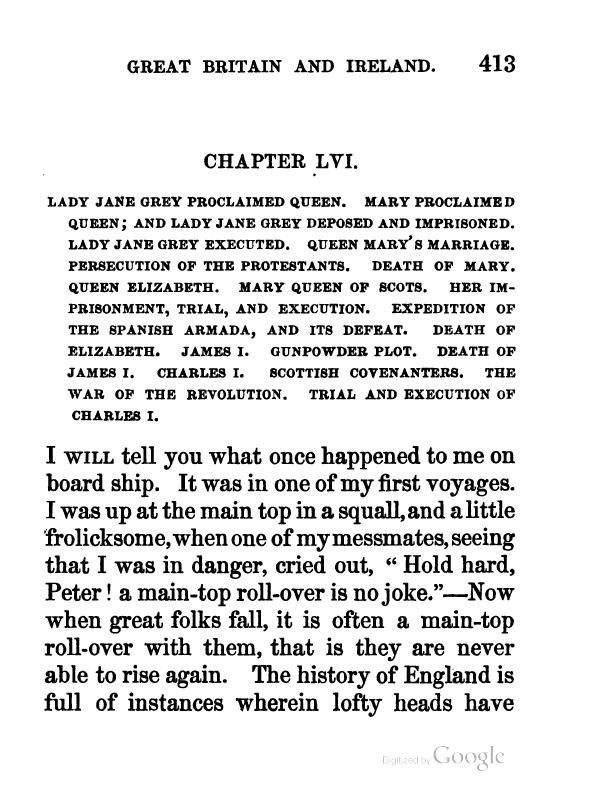 GREAT BRITAIN AND IRELAND. 413
CHAPTER LVI.
LADY JANE GREY PROCLAIMED QUEEN. MARY PROCLAIMED
QUEEN; AND LADY JANE GREY DEPOSED AND IMPRISONED.
LADY JANE GREY EXECUTED. QUEEN MARY'S MARRIAGE.
PERSECUTION OF THE PROTESTANTS. DEATH OF MARY.
QUEEN ELIZABETH. MARY QUEEN OF SCOTS. HER IM-
PRISONMENT, TRIAL, AND EXECUTION. EXPEDITION OF
THE SPANISH ARMADA, AND ITS DEFEAT. DEATH OF
ELIZABETH. JAMES I. GUNPOWDER PLOT. DEATH OF
JAMES I. CHARLES I. SCOTTISH COVENANTERS. THE
WAR OF THE REVOLUTION. TRIAL AND EXECUTION OF
CHARLES I.
I WILL tell you what once happened to me on
board ship. It was in one of my first voyages.
I was up at the main top in a squall, and a little
frolicksome, when one of my messmates, seeing
that I was in danger, cried out, “Hold hard,
Peter! a main-top roll-over is no joke.”—Now
when great folks fall, it is often a main-top
roll-over with them, that is they are never
able to rise again. The history of England is
full of instances wherein lofty heads have
Digitized by Google